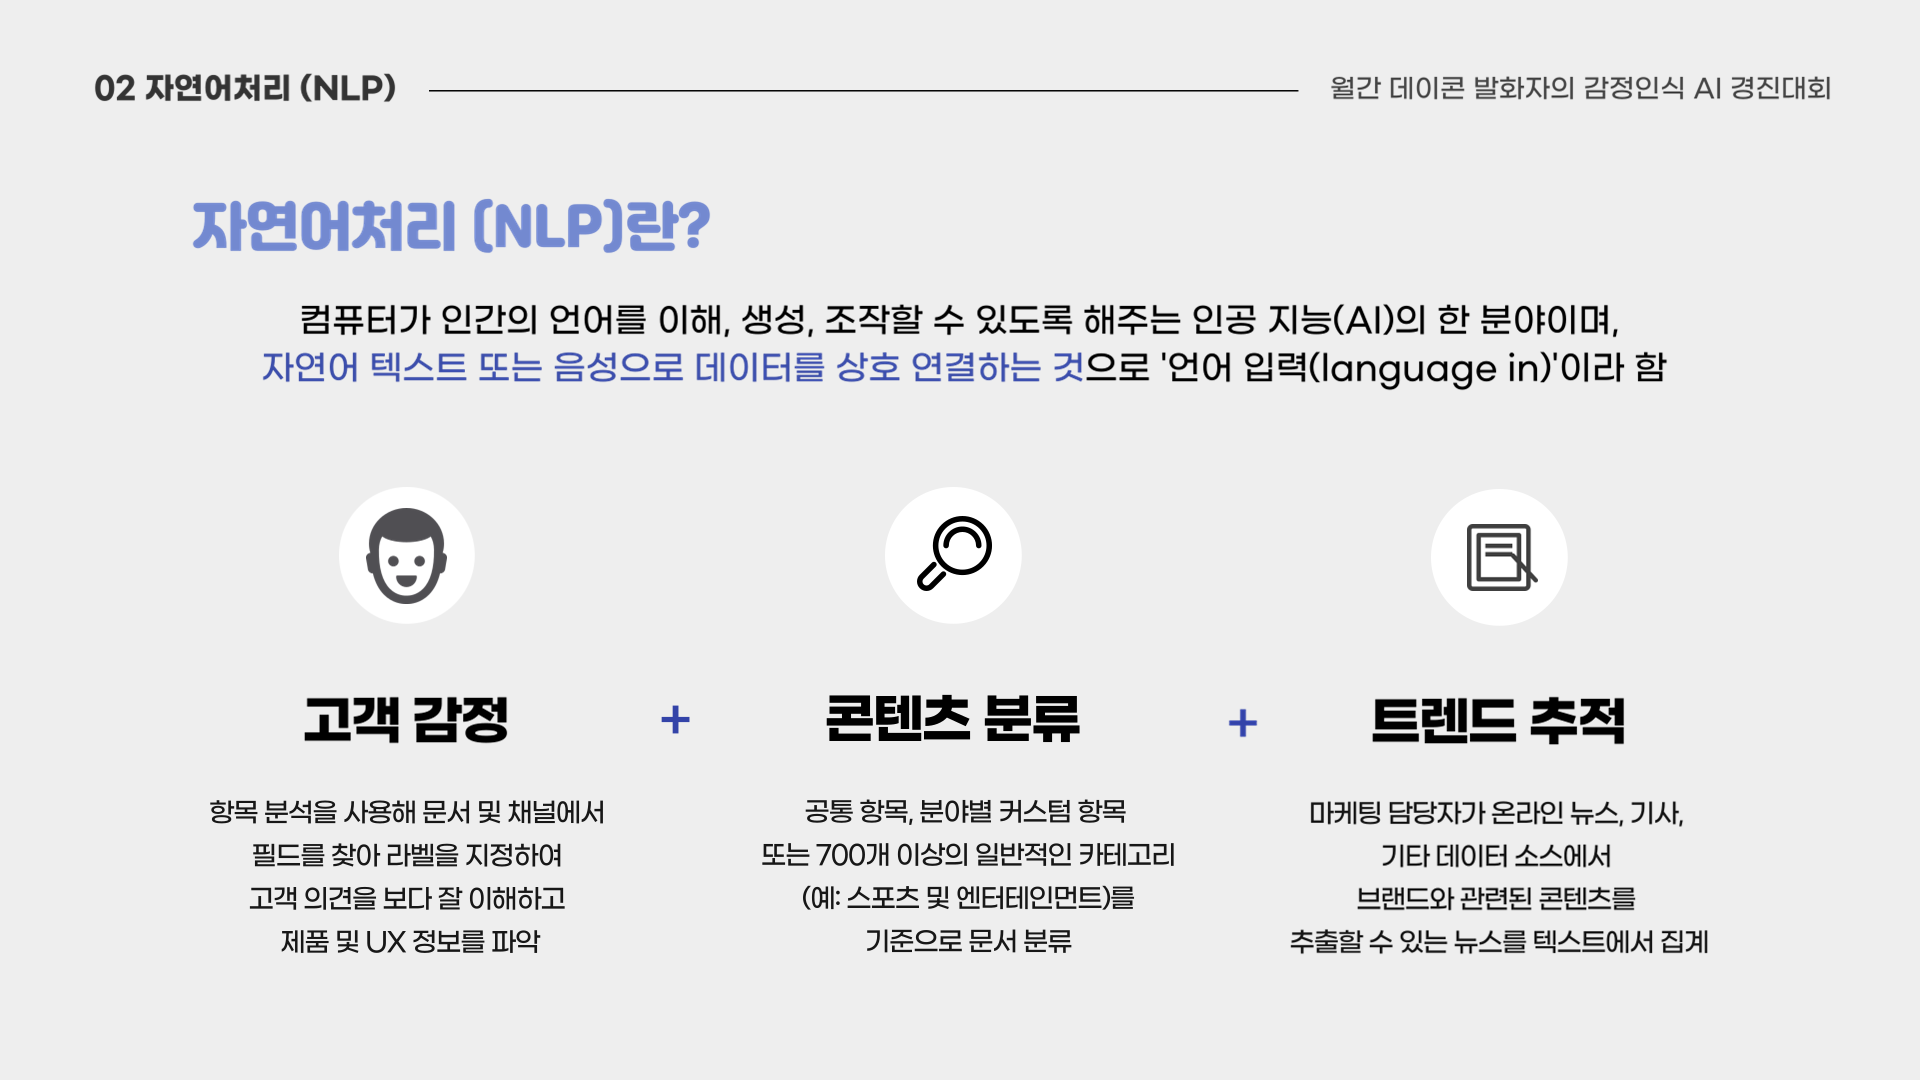 02 자연어처리 (NLP)
월간 데이콘 발화자의 감정인식 AI 경진대회
자연어처리 (NLP)란?
컴퓨터가 인간의 언어를 이해, 생성, 조작할 수 있도록 해주는 인공 지능(AI)의 한 분야이며,
자연어 텍스트 또는 음성으로 데이터를 상호 연결하는 것으로 '언어 입력(language in)'이라 함
고객 감정
+
콘텐츠 분류
+
트렌드 추적
항목 분석을 사용해 문서 및 채널에서
필드를 찾아 라벨을 지정하여
고객 의견을 보다 잘 이해하고
제품 및 UX 정보를 파악
공통 항목, 분야별 커스텀 항목
또는 700개 이상의 일반적인 카테고리
(예: 스포츠 및 엔터테인먼트)를
기준으로 문서 분류
마케팅 담당자가 온라인 뉴스, 기사,
기타 데이터 소스에서
브랜드와 관련된 콘텐츠를
추출할 수 있는 뉴스를 텍스트에서 집계